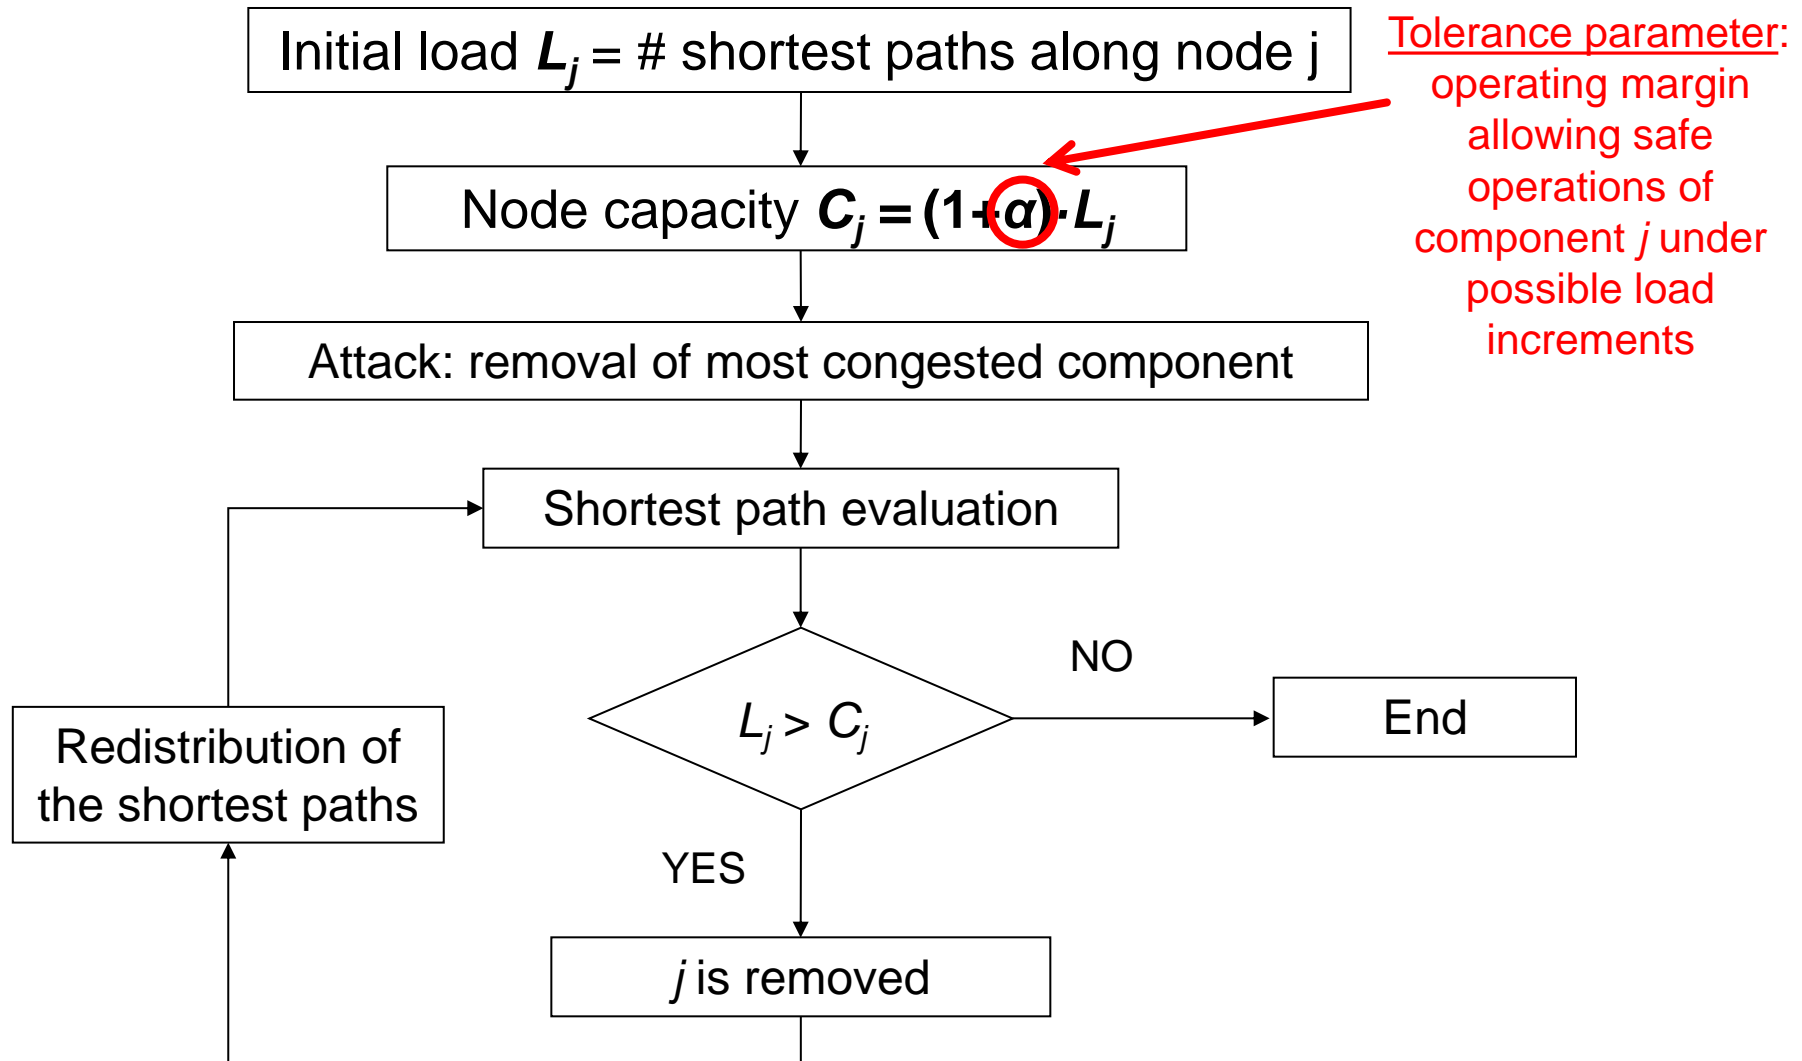 Initial load Lj = # shortest paths along node j
Tolerance parameter:
operating margin
allowing safe
operations of
component j under
possible load
increments
Node capacity Cj = (1+α)·Lj
Attack: removal of most congested component
Shortest path evaluation
NO
Lj > Cj
End
Redistribution of
the shortest paths
YES
j is removed